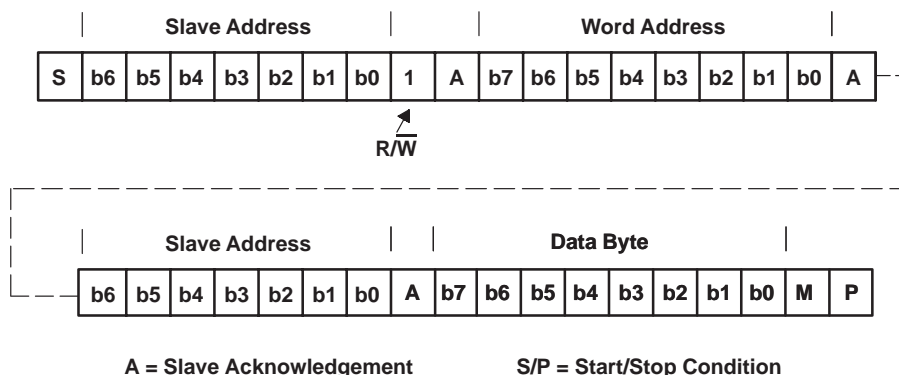 Slave Address Word Address
S b6 b5 b4 b3 b2 b1 b0 1 A b7 b6 b5 b4 b3 b2 b1 b0 A
R/W̅
Slave Address Data Byte
b6 b5 b4 b3 b2 b1 b0 A b7 b6 b5 b4 b3 b2 b1 b0 M P
A = Slave Acknowledgement S/P = Start/Stop Condition